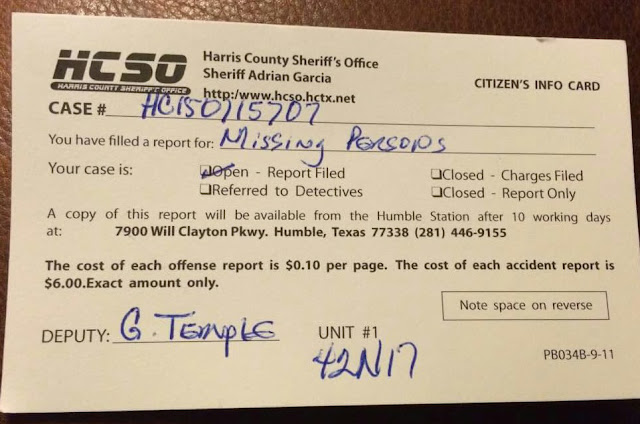 HCSO
HARRIS COUNTY SHERIFF'S OFFICE
Harris County Sheriff's Office
Sheriff Adrian Garcia
http:/www.hcso.hctx.net
CITIZEN'S INFO CARD
CASE # HC150715707
You have filled a report for: Missing Persons
Your case is: ❑Open - Report Filed ❑Closed - Charges Filed
❑Referred to Detectives ❑Closed - Report Only
A copy of this report will be available from the Humble Station after 10 working days
at: 7900 Will Clayton Pkwy. Humble, Texas 77338 (281) 446-9155
The cost of each offense report is $0.10 per page. The cost of each accident report is
$6.00.Exact amount only.
Note space on reverse
DEPUTY: G. TEMPLE UNIT #1
42N17
PB034B-9-11